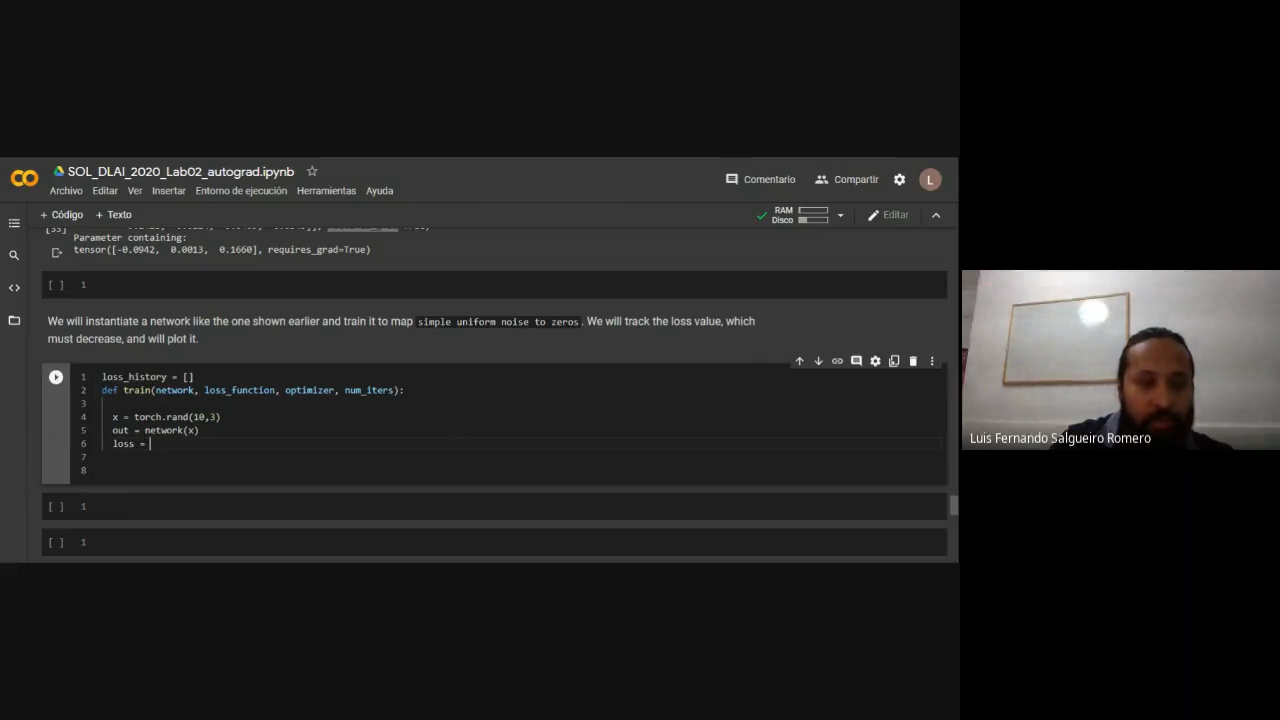 SOL_DLAI_2020_Lab02_autograd.ipynb
Comentario Compartir L
Archivo Editar Ver Insertar Entorno de ejecución Herramientas Ayuda
+ Código + Texto RAM Disco Editar
Parameter containing:
tensor([-0.0942, 0.0013, 0.1660], requires_grad=True)
[ ] 1
We will instantiate a network like the one shown earlier and train it to map simple uniform noise to zeros. We will track the loss value, which
must decrease, and will plot it.
1 loss_history = []
2 def train(network, loss_function, optimizer, num_iters):
3
4 x = torch.rand(10,3)
5 out = network(x)
6 loss =
7
8
[ ] 1
[ ] 1
Luis Fernando Salgueiro Romero